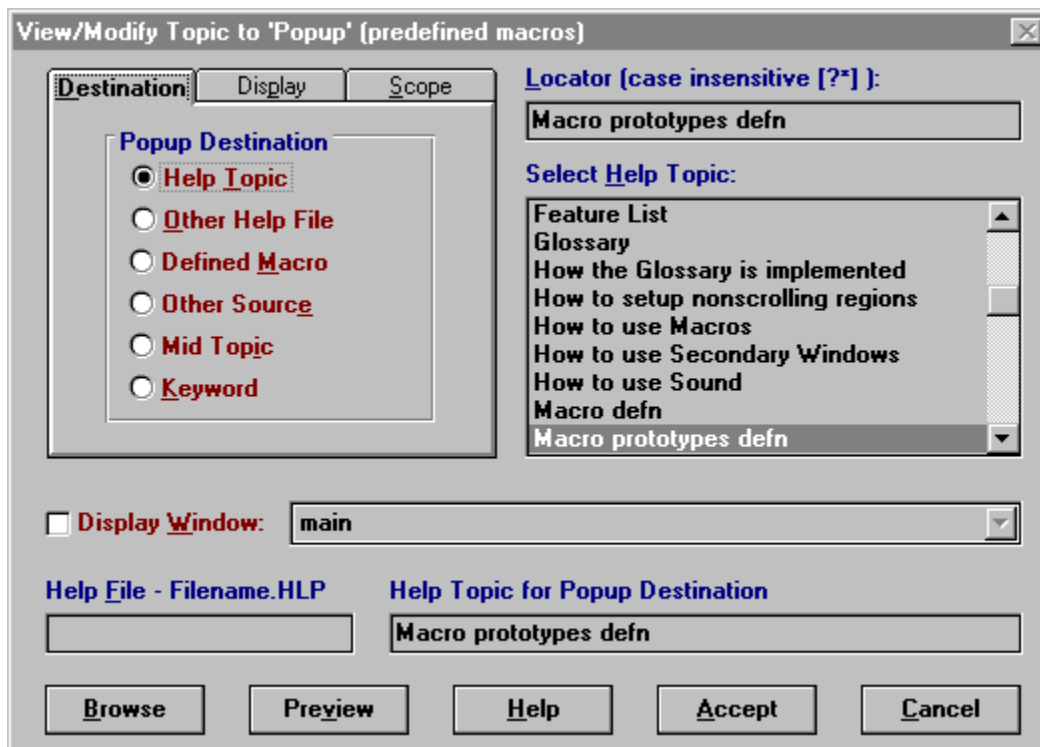 View/Modify Topic to 'Popup' (predefined macros)
Destination Display Scope
Popup Destination
Help Topic
Other Help File
Defined Macro
Other Source
Mid Topic
Keyword
Locator (case insensitive [?*] ):
Macro prototypes defn
Select Help Topic:
Feature List
Glossary
How the Glossary is implemented
How to setup nonscrolling regions
How to use Macros
How to use Secondary Windows
How to use Sound
Macro defn
Macro prototypes defn
Display Window: main
Help File - Filename.HLP
Help Topic for Popup Destination
Macro prototypes defn
Browse Preview Help Accept Cancel